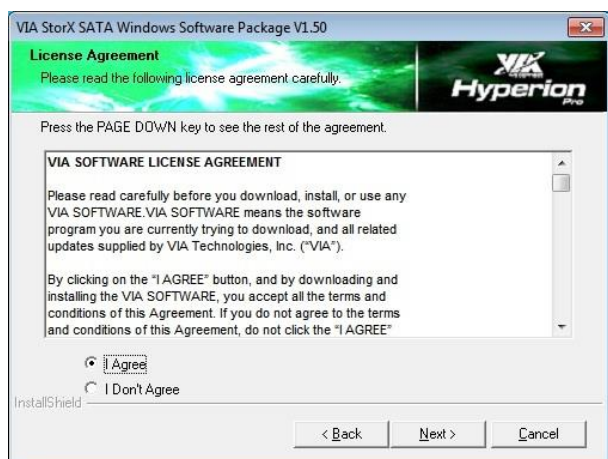 VIA StorX SATA Windows Software Package V1.50
License Agreement
Please read the following license agreement carefully.
VIA
Hyperion
Pro
Press the PAGE DOWN key to see the rest of the agreement.
VIA SOFTWARE LICENSE AGREEMENT
Please read carefully before you download, install, or use any
VIA SOFTWARE.VIA SOFTWARE means the software
program you are currently trying to download, and all related
updates supplied by VIA Technologies, Inc. (“VIA”).
By clicking on the “I AGREE” button, and by downloading and
installing the VIA SOFTWARE, you accept all the terms and
conditions of this Agreement. If you do not agree to the terms
and conditions of this Agreement, do not click the “I AGREE”
I Agree
I Don't Agree
InstallShield
< Back
Next >
Cancel